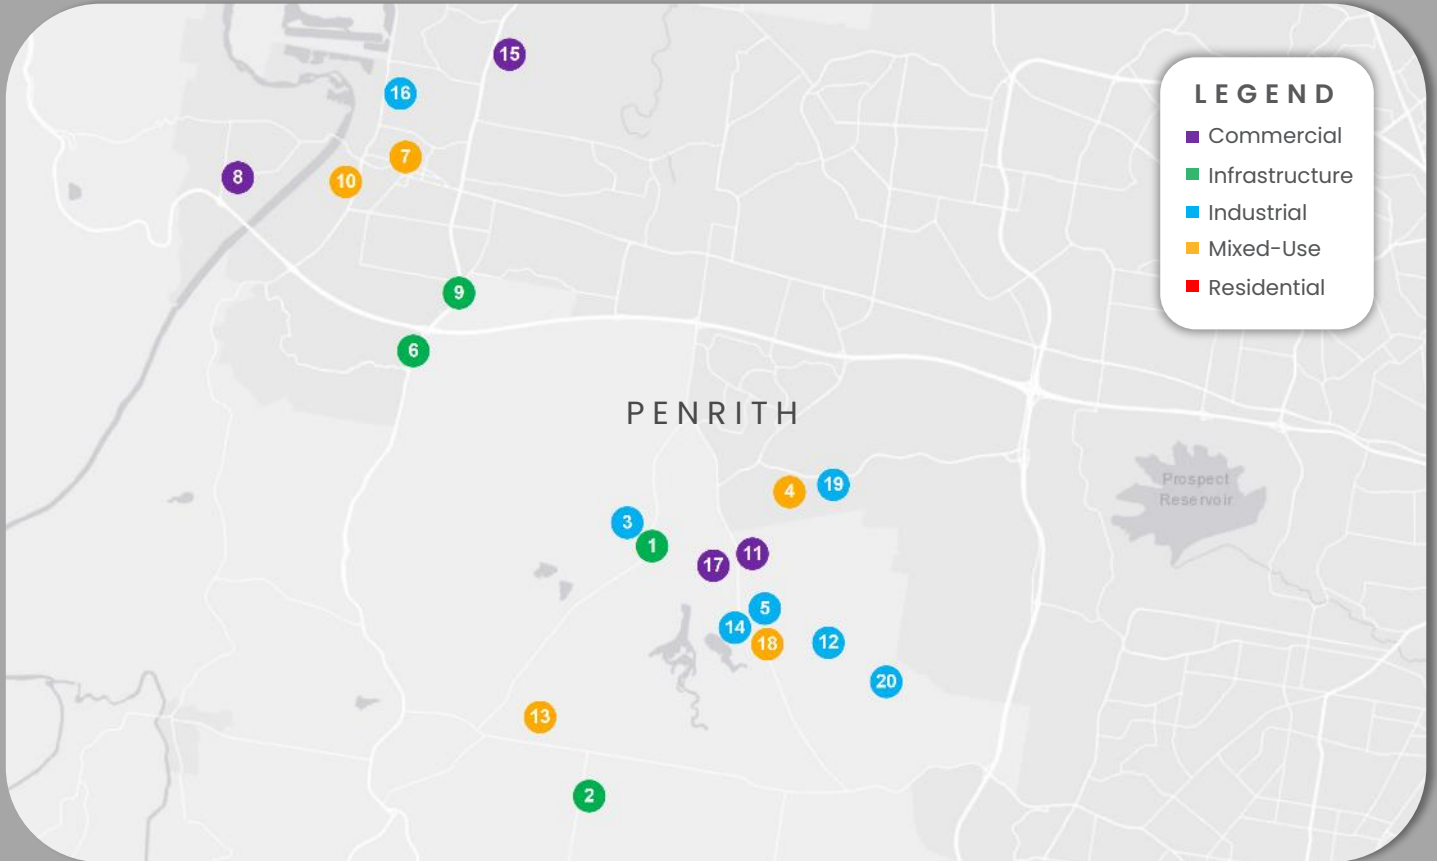 15
LEGEND
16
Commercial
7
8
10
Infrastructure
Industrial
Mixed-Use
Residential
9
6
PENRITH
Prospect
Reservoir
19
4
3
1
11
17
5
14
18
12
20
13
2